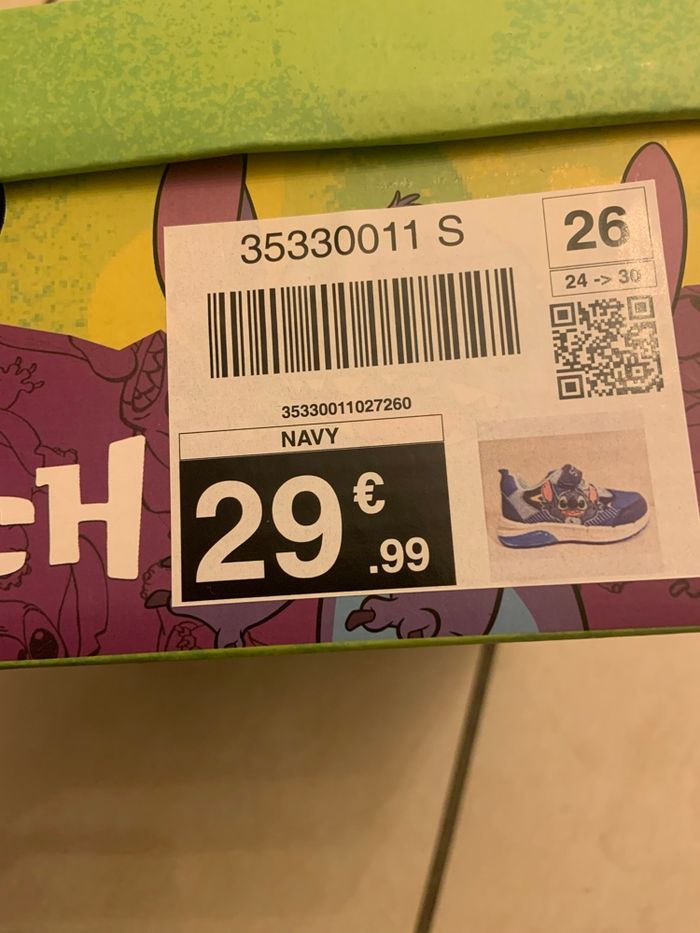 35330011 S
26
24 -> 30
35330011027260
NAVY
29 €.99
cH